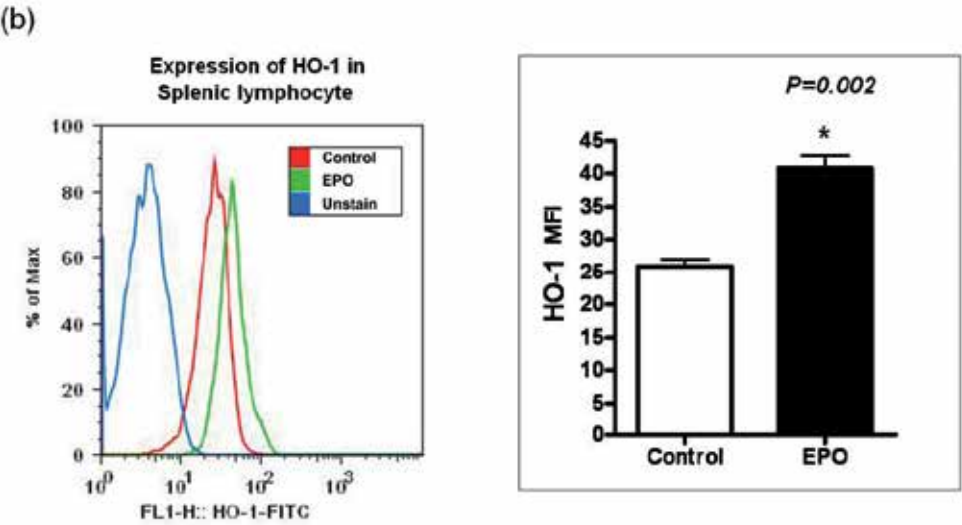 (b)
Expression of HO-1 in
Splenic lymphocyte
100
80
60
40
20
0
% of Max
Control
EPO
Unstain
10^0 10^1 10^2 10^3
FL1-H:: HO-1-FITC
P=0.002
*
45
40
35
30
25
20
15
10
5
0
HO-1 MFI
Control EPO